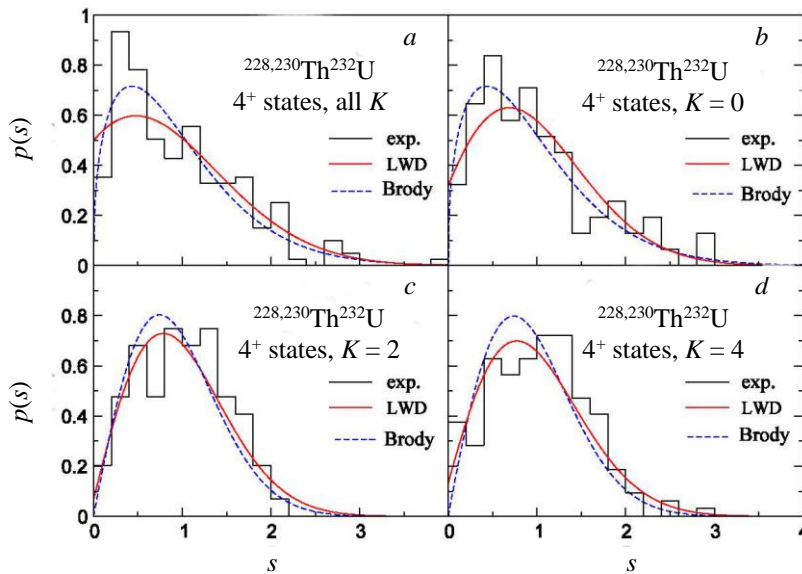 1
a
0.8
²²⁸,²³⁰Th²³²U
4⁺ states, all K
0.6
exp.
LWD
Brody
0.4
0.2
0
p(s)
b
²²⁸,²³⁰Th²³²U
4⁺ states, K = 0
exp.
LWD
Brody
c
0.8
²²⁸,²³⁰Th²³²U
4⁺ states, K = 2
0.6
exp.
LWD
Brody
0.4
0.2
0
p(s)
0 1 2 3
s
d
²²⁸,²³⁰Th²³²U
4⁺ states, K = 4
exp.
LWD
Brody
0 1 2 3 4
s